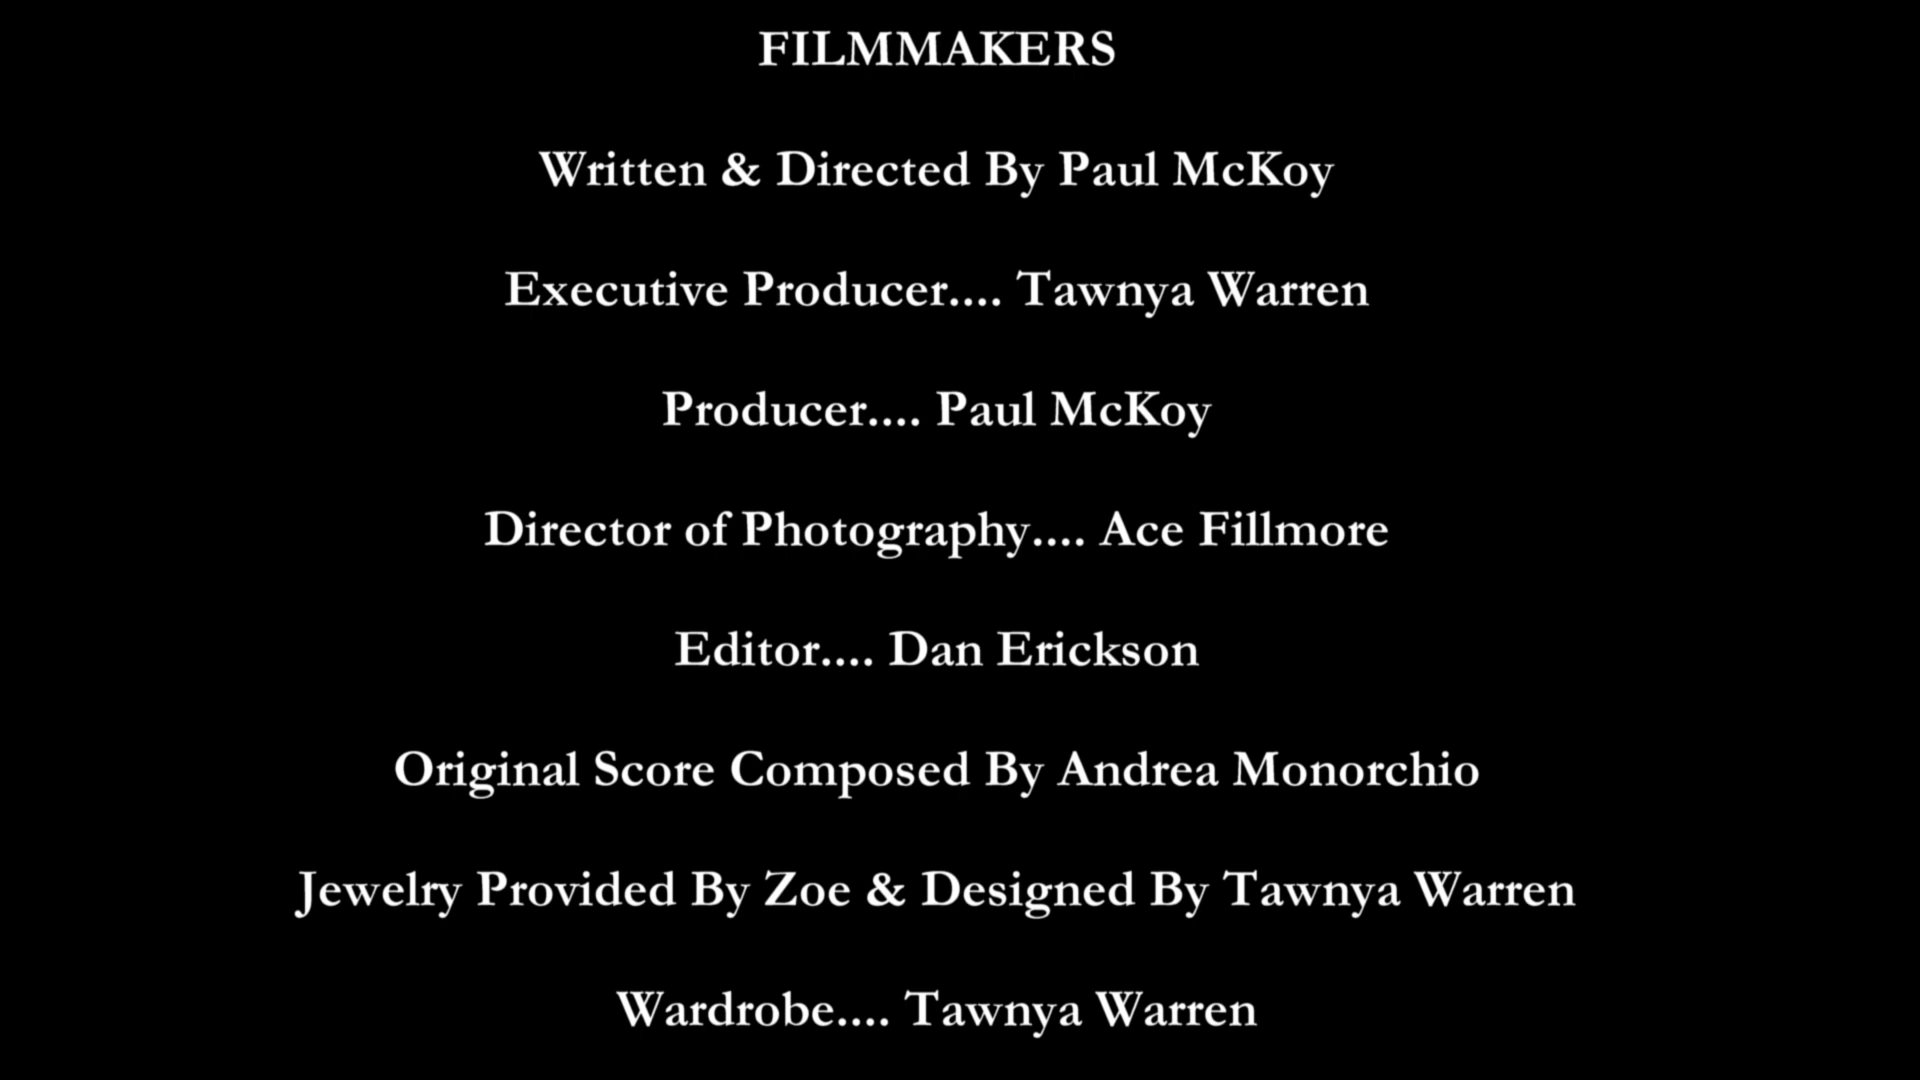 FILMMAKERS
Written & Directed By Paul McKoy
Executive Producer.... Tawnya Warren
Producer.... Paul McKoy
Director of Photography.... Ace Fillmore
Editor.... Dan Erickson
Original Score Composed By Andrea Monorchio
Jewelry Provided By Zoe & Designed By Tawnya Warren
Wardrobe.... Tawnya Warren